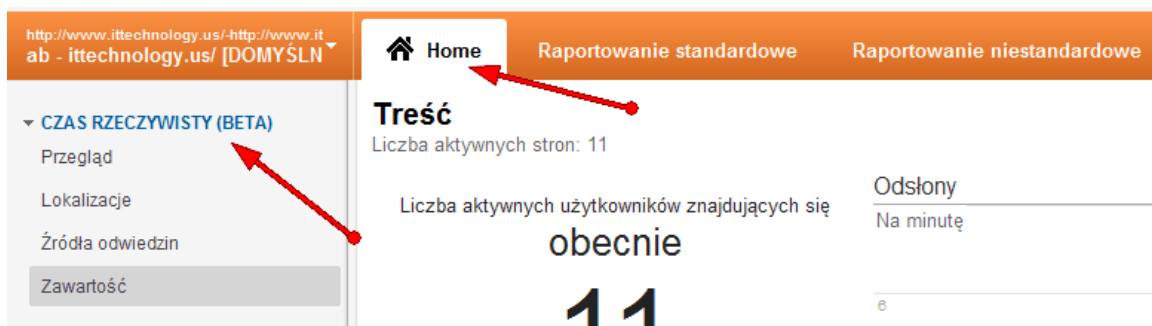 http://www.ittechnology.us/-http://www.it
ab - ittechnology.us/ [DOMYŚLN
Home
Raportowanie standardowe
Raportowanie niestandardowe
CZAS RZECZYWISTY (BETA)
Przegląd
Lokalizacje
Źródła odwiedzin
Zawartość
Treść
Liczba aktywnych stron: 11
Liczba aktywnych użytkowników znajdujących się
obecnie
11
Odsłony
Na minutę
6